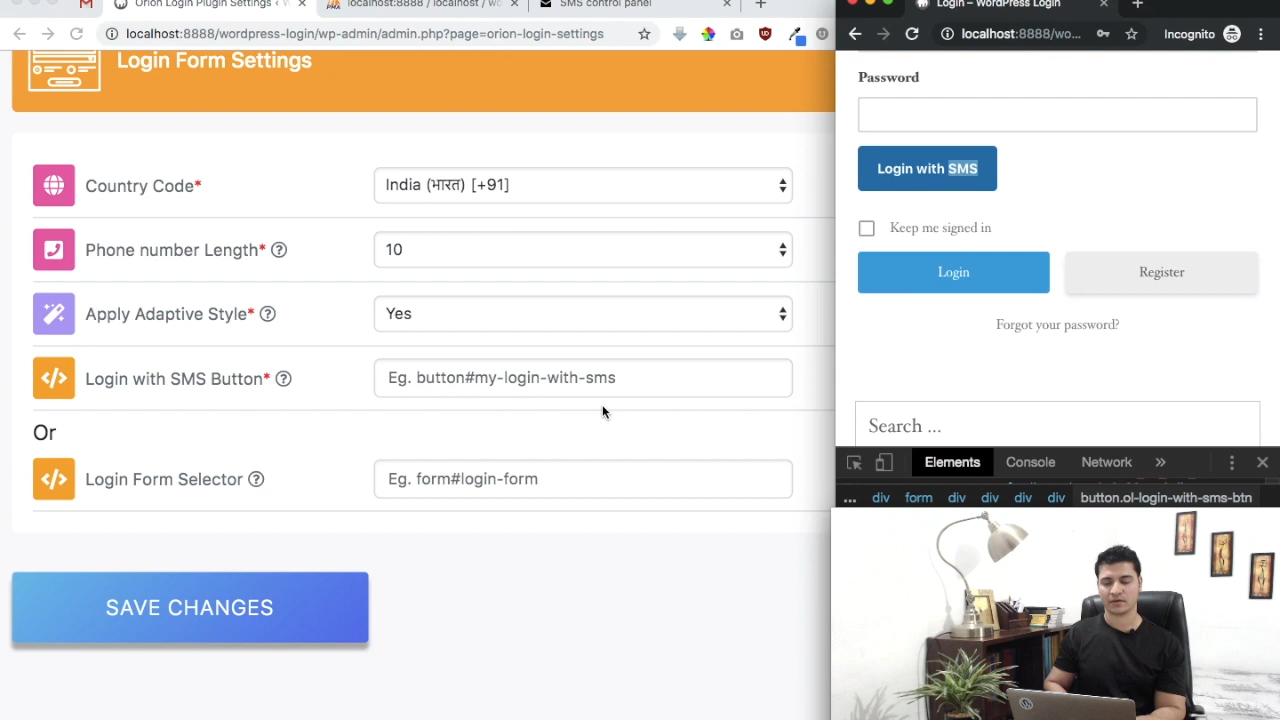 Orion Login Plugin Settings ‹
localhost:8888 / localhost / wo
SMS control panel
Login – WordPress Login
localhost:8888/wordpress-login/wp-admin/admin.php?page=orion-login-settings
localhost:8888/wo...
Incognito
Login Form Settings
Country Code*
India (भारत) [+91]
Phone number Length* ?
10
Apply Adaptive Style* ?
Yes
Login with SMS Button* ?
Eg. button#my-login-with-sms
Or
Login Form Selector ?
Eg. form#login-form
SAVE CHANGES
Password
Login with SMS
Keep me signed in
Login
Register
Forgot your password?
Search ...
Elements
Console
Network
»
... div form div div div div button.ol-login-with-sms-btn